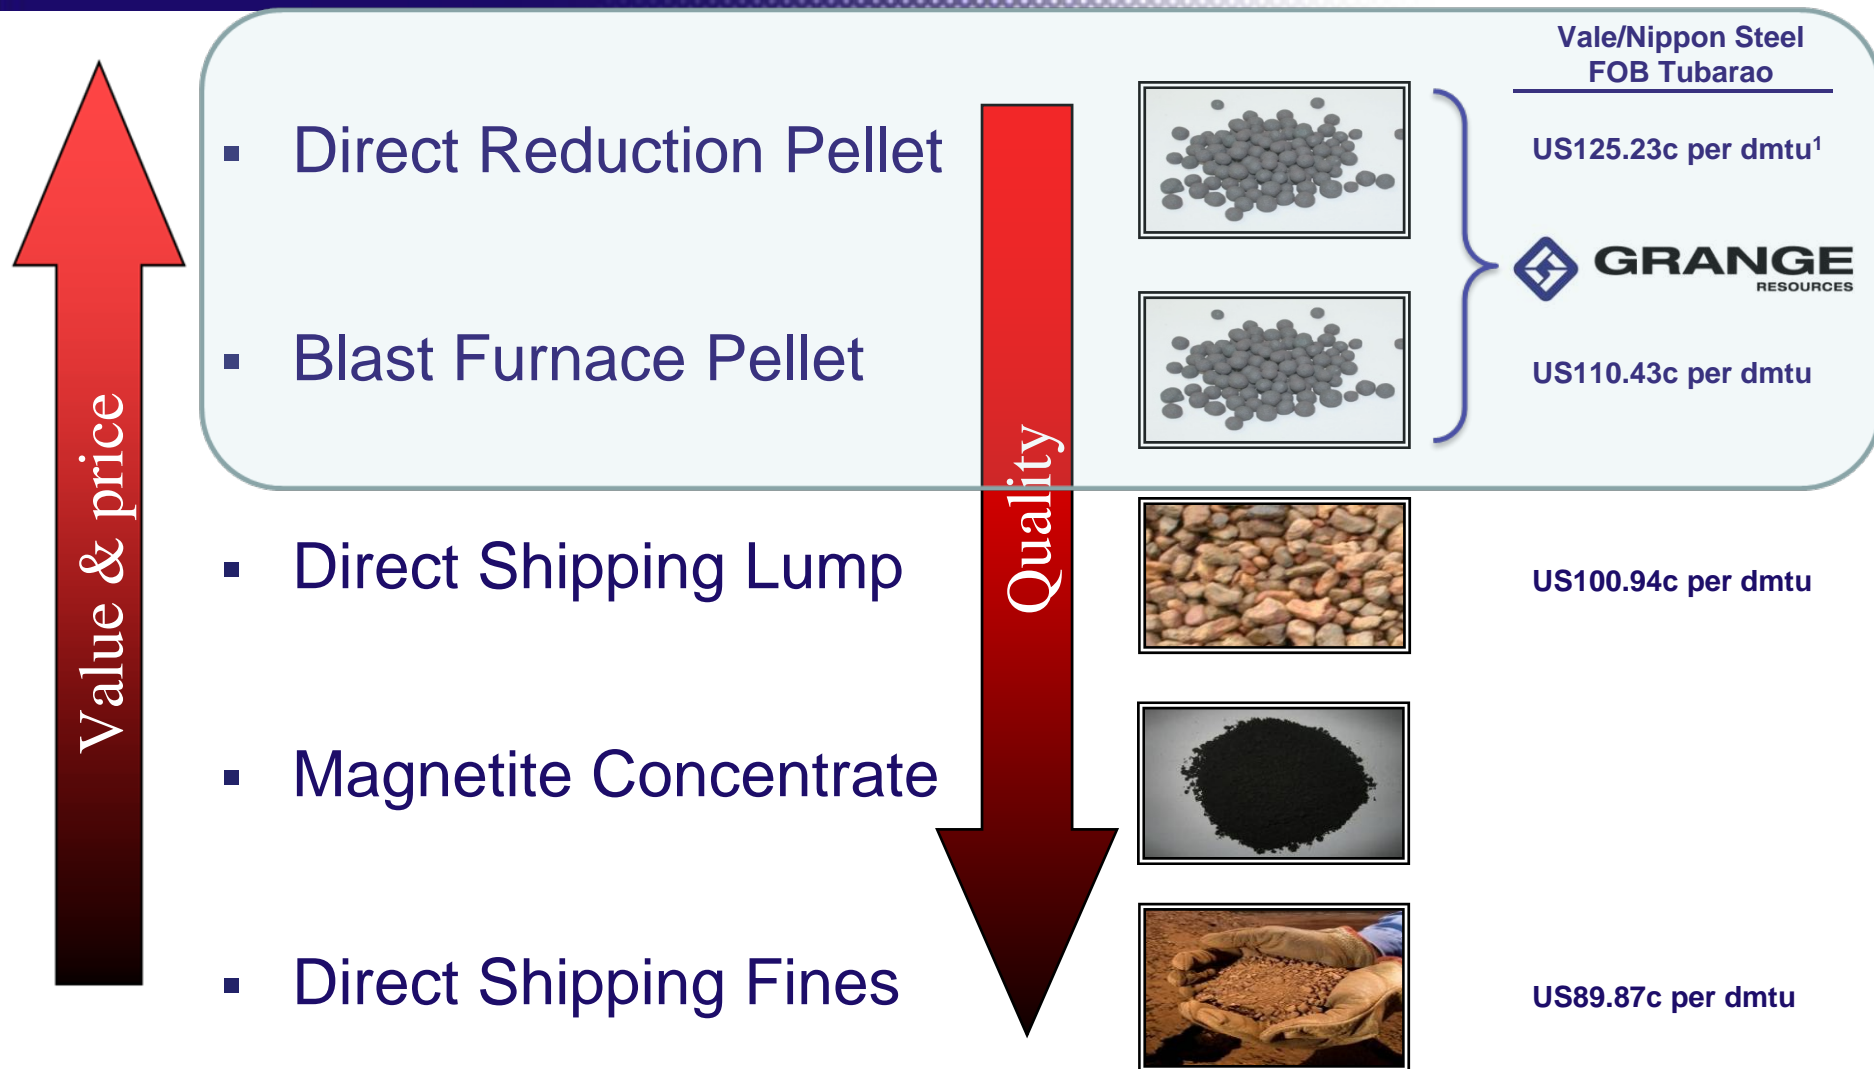 Vale/Nippon Steel
FOB Tubarao
Direct Reduction Pellet
US125.23c per dmtu¹
GRANGE
RESOURCES
Blast Furnace Pellet
US110.43c per dmtu
Value & price
Quality
Direct Shipping Lump
US100.94c per dmtu
Magnetite Concentrate
Direct Shipping Fines
US89.87c per dmtu